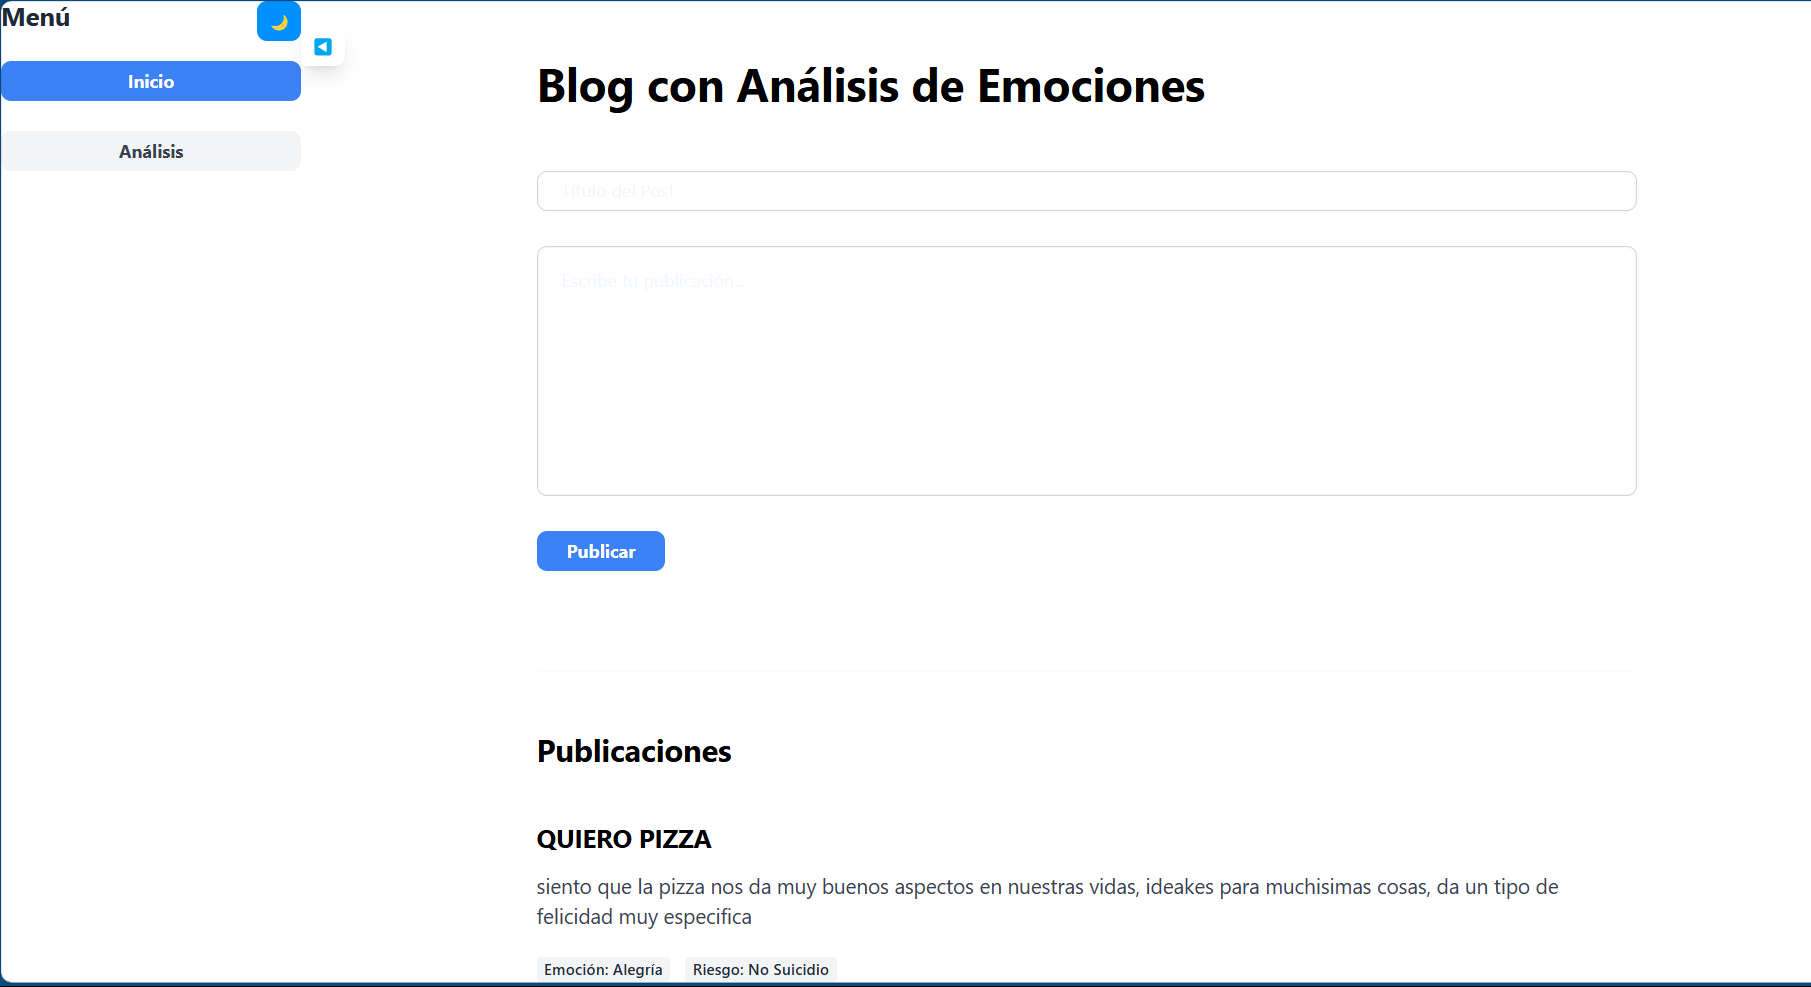 Menú
Inicio
Análisis
Blog con Análisis de Emociones
Título del Post
Escribe tu publicación...
Publicar
Publicaciones
QUIERO PIZZA
siento que la pizza nos da muy buenos aspectos en nuestras vidas, ideakes para muchisimas cosas, da un tipo de
felicidad muy especifica
Emoción: Alegría Riesgo: No Suicidio